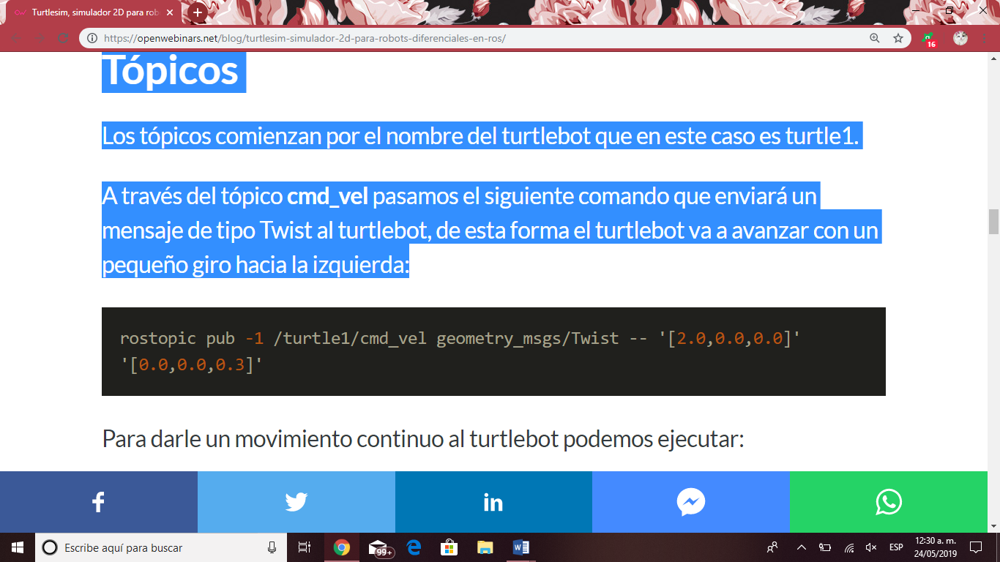 Turtlesim, simulador 2D para rob
https://openwebinars.net/blog/turtlesim-simulador-2d-para-robots-diferenciales-en-ros/
16
Tópicos
Los tópicos comienzan por el nombre del turtlebot que en este caso es turtle1.
A través del tópico cmd_vel pasamos el siguiente comando que enviará un
mensaje de tipo Twist al turtlebot, de esta forma el turtlebot va a avanzar con un
pequeño giro hacia la izquierda:
rostopic pub -1 /turtle1/cmd_vel geometry_msgs/Twist -- '[2.0,0.0,0.0]'
'[0.0,0.0,0.3]'
Para darle un movimiento continuo al turtlebot podemos ejecutar:
Escribe aquí para buscar
99+
ESP
12:30 a. m.
24/05/2019